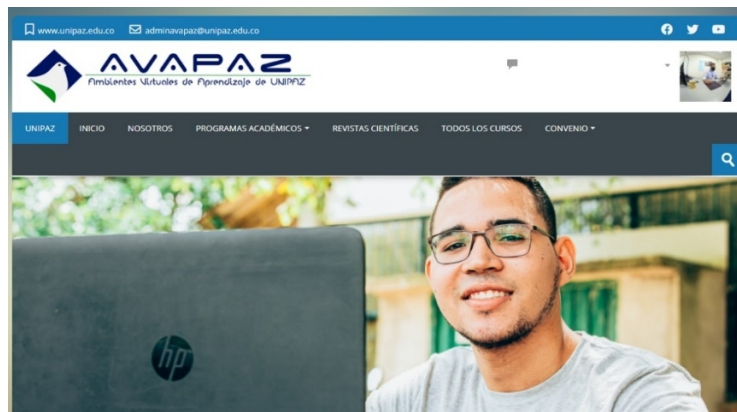 www.unipaz.edu.co adminavapaz@unipaz.edu.co
AVAPAZ
Ambientes Virtuales de Aprendizaje de UNIPAZ
UNIPAZ INICIO NOSOTROS PROGRAMAS ACADÉMICOS REVISTAS CIENTÍFICAS TODOS LOS CURSOS CONVENIO
hp